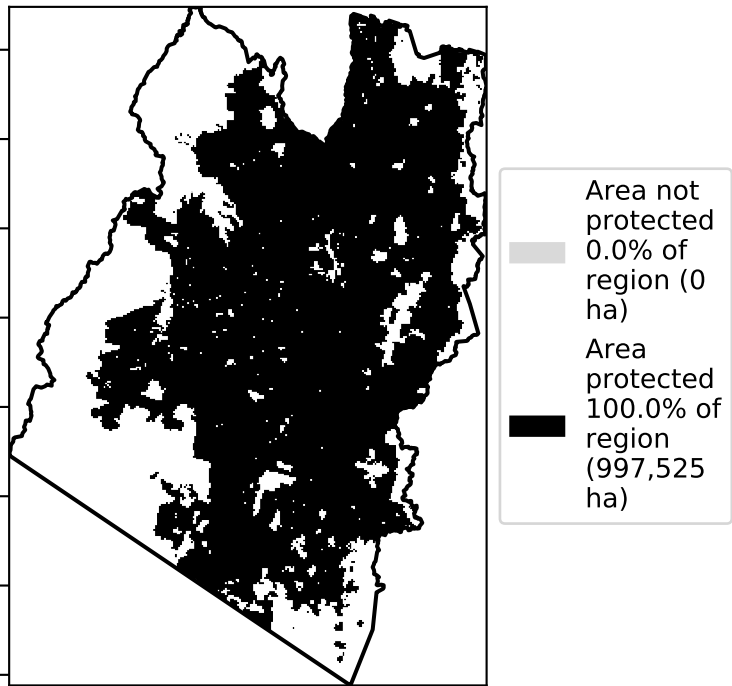 Area not
protected
0.0% of
region (0
ha)
Area
protected
100.0% of
region
(997,525
ha)